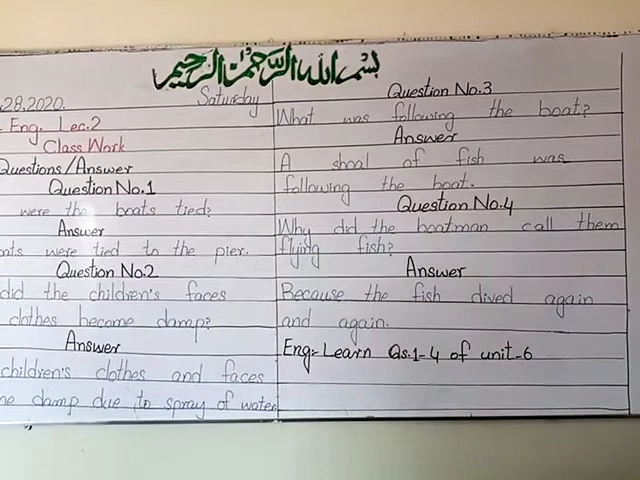 بسم الله الرحمن الرحيم
28,2020. Saturday
Eng. Lec.2
Class Work
Questions/Answer
Question No.1
were the boats tied?
Answer
were tied to the pier.
Question No.2
did the children's faces
clothes become damp?
Answer
children's clothes and faces
damp due to spray of water
Question No.3
What was following the boat?
Answer
A shoal of fish was
following the boat.
Question No.4
Why did the boatman call them
flying fish?
Answer
Because the fish dived again
and again.
Eng:- Learn Qs.1-4 of unit-6